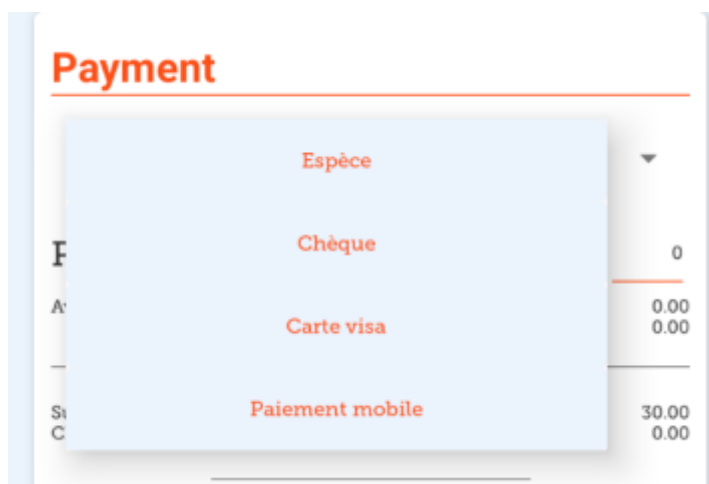 Payment
Espèce
Chèque
0
0.00
Carte visa
0.00
Paiement mobile
30.00
0.00